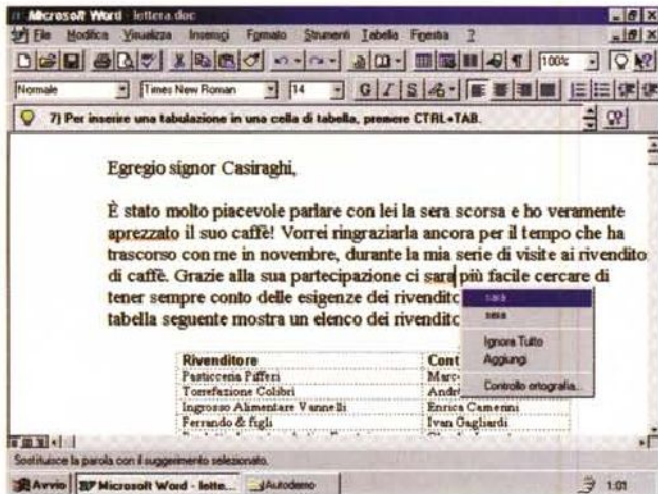 Microsoft Word - lettera.doc
File Modifica Visualizza Inserisci Formato Strumenti Tabella Finestra ?
100%
Normale Times New Roman 14 G I S
7) Per inserire una tabulazione in una cella di tabella, premere CTRL+TAB.
Egregio signor Casiraghi,
È stato molto piacevole parlare con lei la sera scorsa e ho veramente
aprezzato il suo caffè! Vorrei ringraziarla ancora per il tempo che ha
trascorso con me in novembre, durante la mia serie di visite ai rivendito
di caffè. Grazie alla sua partecipazione ci sara più facile cercare di
tener sempre conto delle esigenze dei rivendito
tabella seguente mostra un elenco dei rivendito
sarà
sera
Ignora Tutto
Aggiungi
Controllo ortografia...
Rivenditore Cont
Pasticceria Pifferi Marc
Torrefazione Colibrì Andr
Ingrosso Alimentare Vannelli Enrica Camerini
Ferrando & figli Ivan Gagliardi
Sostituisce la parola con il suggerimento selezionato.
Avvio Microsoft Word - lette... Autodemo 1.01